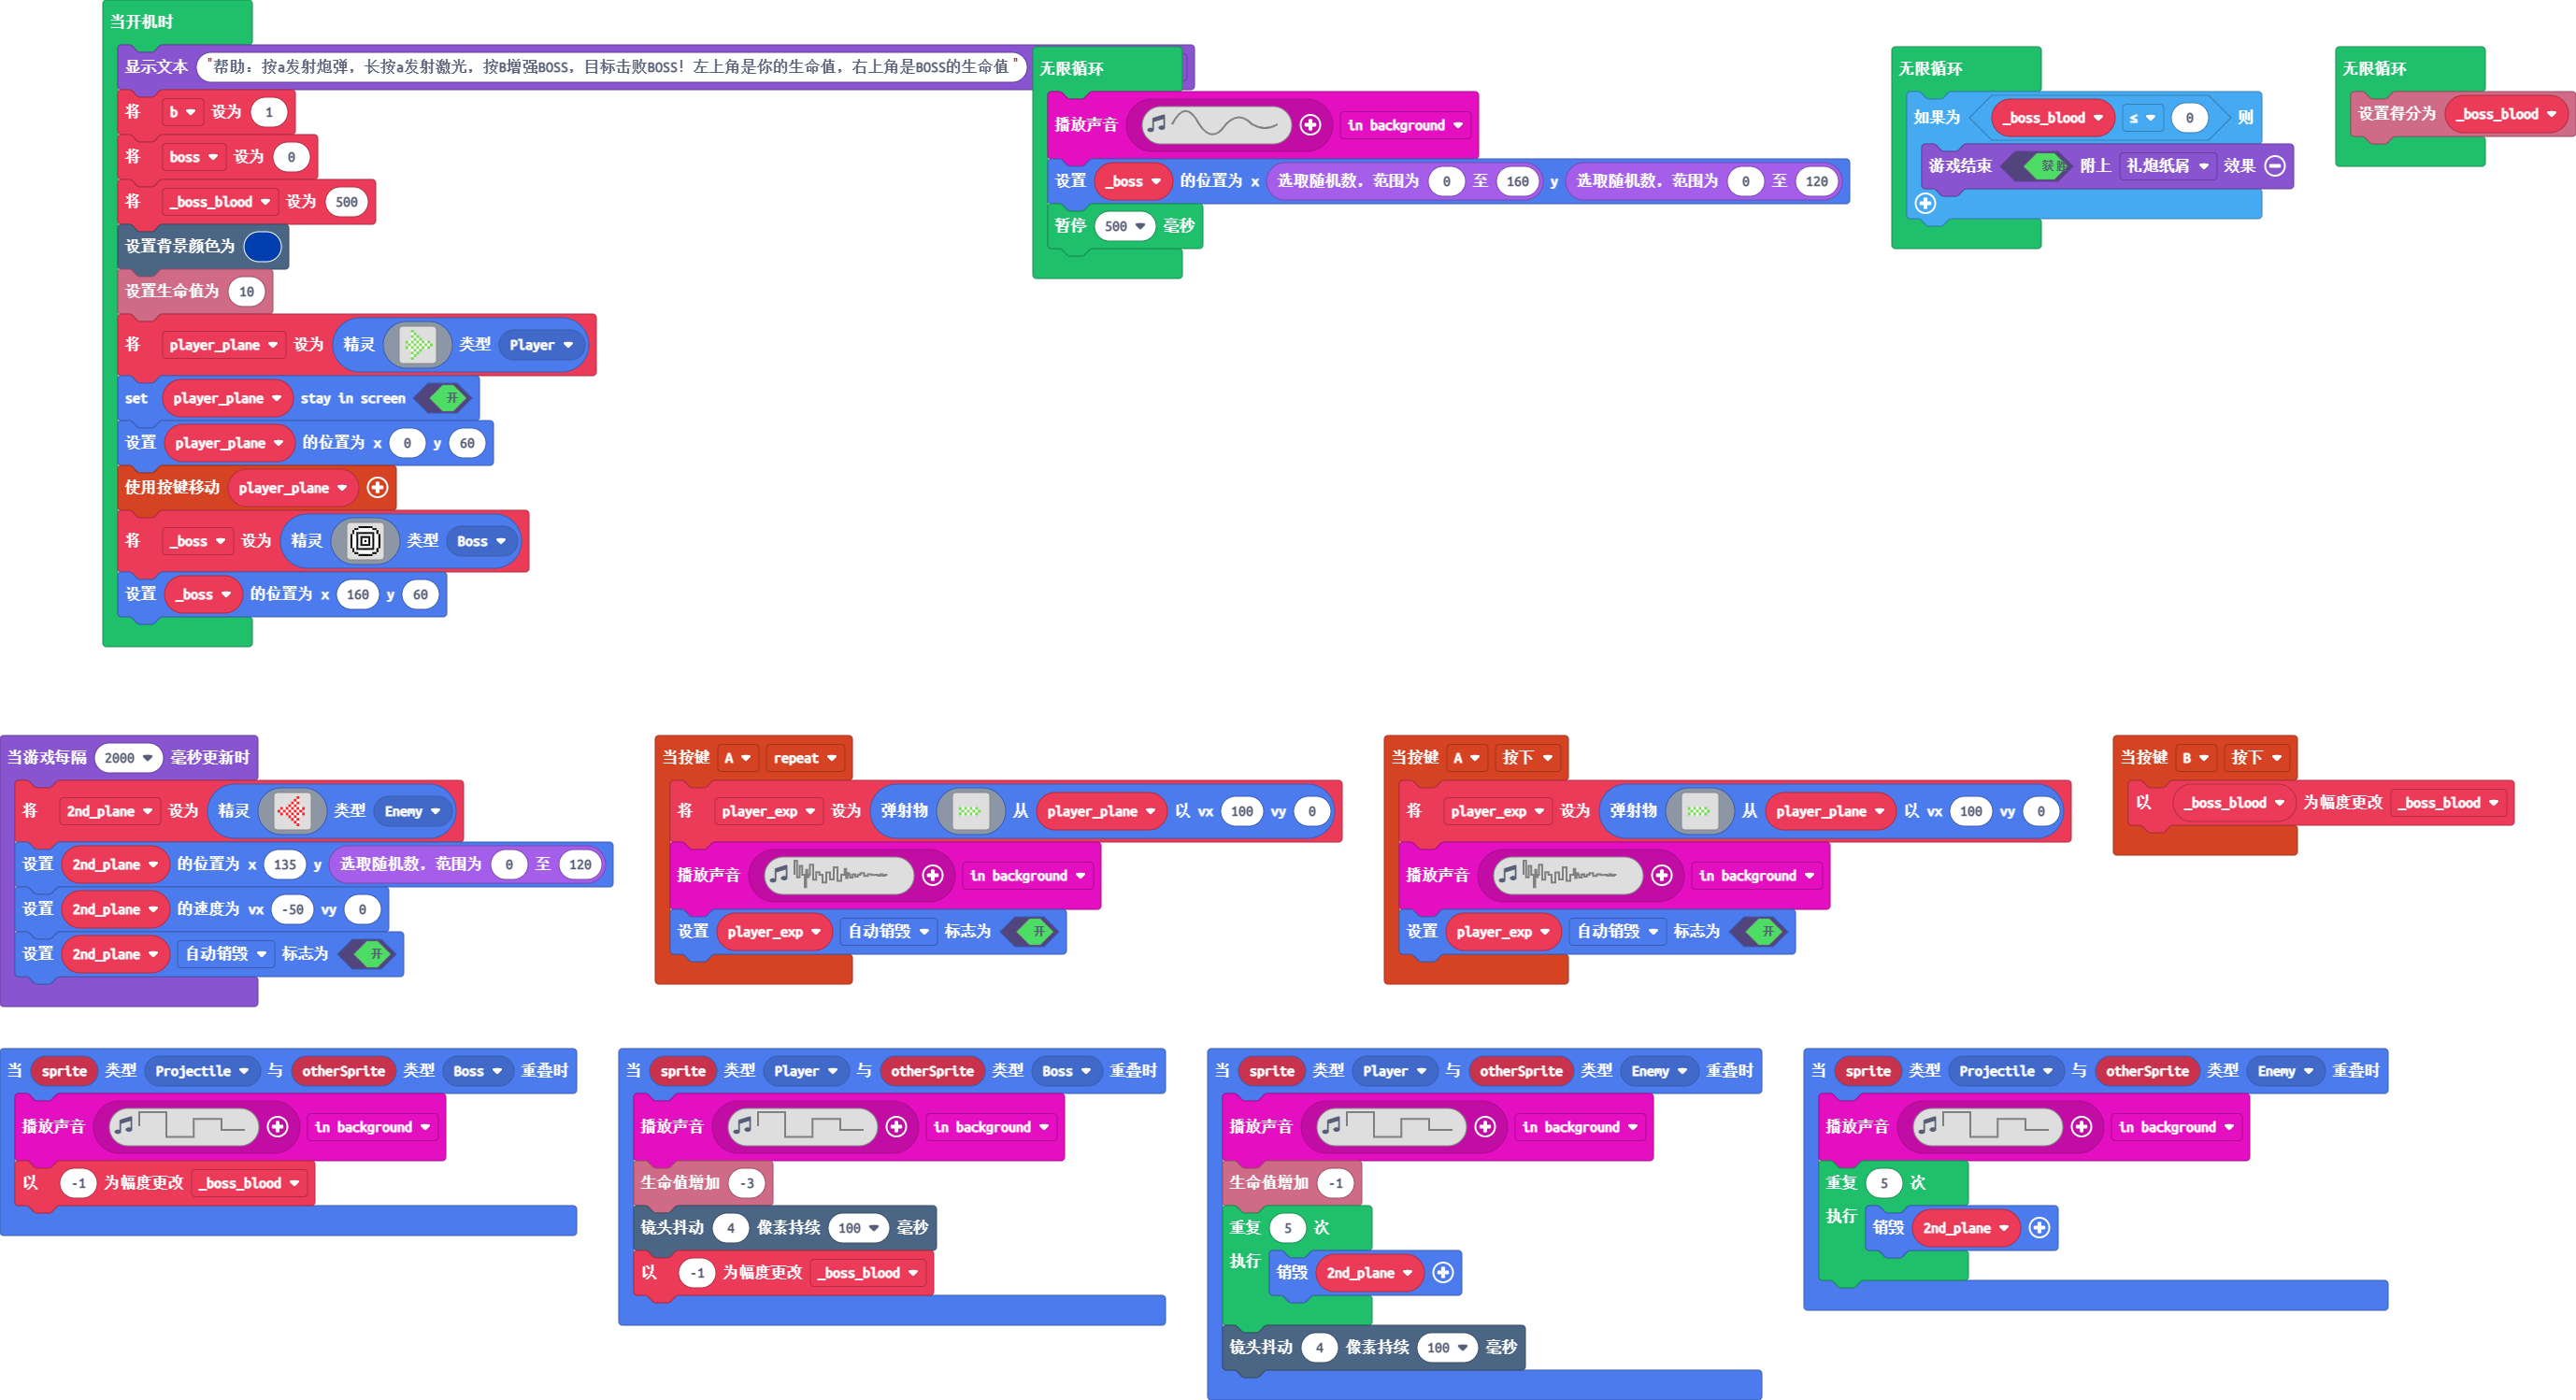 当开机时
显示文本 "帮助：按a发射炮弹，长按a发射激光，按B增强BOSS，目标击败BOSS！左上角是你的生命值，右上角是BOSS的生命值"
将 b 设为 1
将 boss 设为 0
将 _boss_blood 设为 500
设置背景颜色为
设置生命值为 10
将 player_plane 设为 精灵 类型 Player
set player_plane stay in screen 开
设置 player_plane 的位置为 x 0 y 60
使用按键移动 player_plane
将 _boss 设为 精灵 类型 Boss
设置 _boss 的位置为 x 160 y 60
无限循环
播放声音 in background
设置 _boss 的位置为 x 选取随机数，范围为 0 至 160 y 选取随机数，范围为 0 至 120
暂停 500 毫秒
无限循环
如果为 _boss_blood ≤ 0 则
游戏结束 附上 礼炮纸屑 效果
无限循环
设置得分为 _boss_blood
当游戏每隔 2000 毫秒更新时
将 2nd_plane 设为 精灵 类型 Enemy
设置 2nd_plane 的位置为 x 135 y 选取随机数，范围为 0 至 120
设置 2nd_plane 的速度为 vx -50 vy 0
设置 2nd_plane 自动销毁 标志为 开
当按键 A repeat
将 player_exp 设为 弹射物 从 player_plane 以 vx 100 vy 0
播放声音 in background
设置 player_exp 自动销毁 标志为 开
当按键 A 按下
将 player_exp 设为 弹射物 从 player_plane 以 vx 100 vy 0
播放声音 in background
设置 player_exp 自动销毁 标志为 开
当按键 B 按下
以 _boss_blood 为幅度更改 _boss_blood
当 sprite 类型 Projectile 与 otherSprite 类型 Boss 重叠时
播放声音 in background
以 -1 为幅度更改 _boss_blood
当 sprite 类型 Player 与 otherSprite 类型 Boss 重叠时
播放声音 in background
生命值增加 -3
镜头抖动 4 像素持续 100 毫秒
以 -1 为幅度更改 _boss_blood
当 sprite 类型 Player 与 otherSprite 类型 Enemy 重叠时
播放声音 in background
生命值增加 -1
重复 5 次
执行 销毁 2nd_plane
镜头抖动 4 像素持续 100 毫秒
当 sprite 类型 Projectile 与 otherSprite 类型 Enemy 重叠时
播放声音 in background
重复 5 次
执行 销毁 2nd_plane